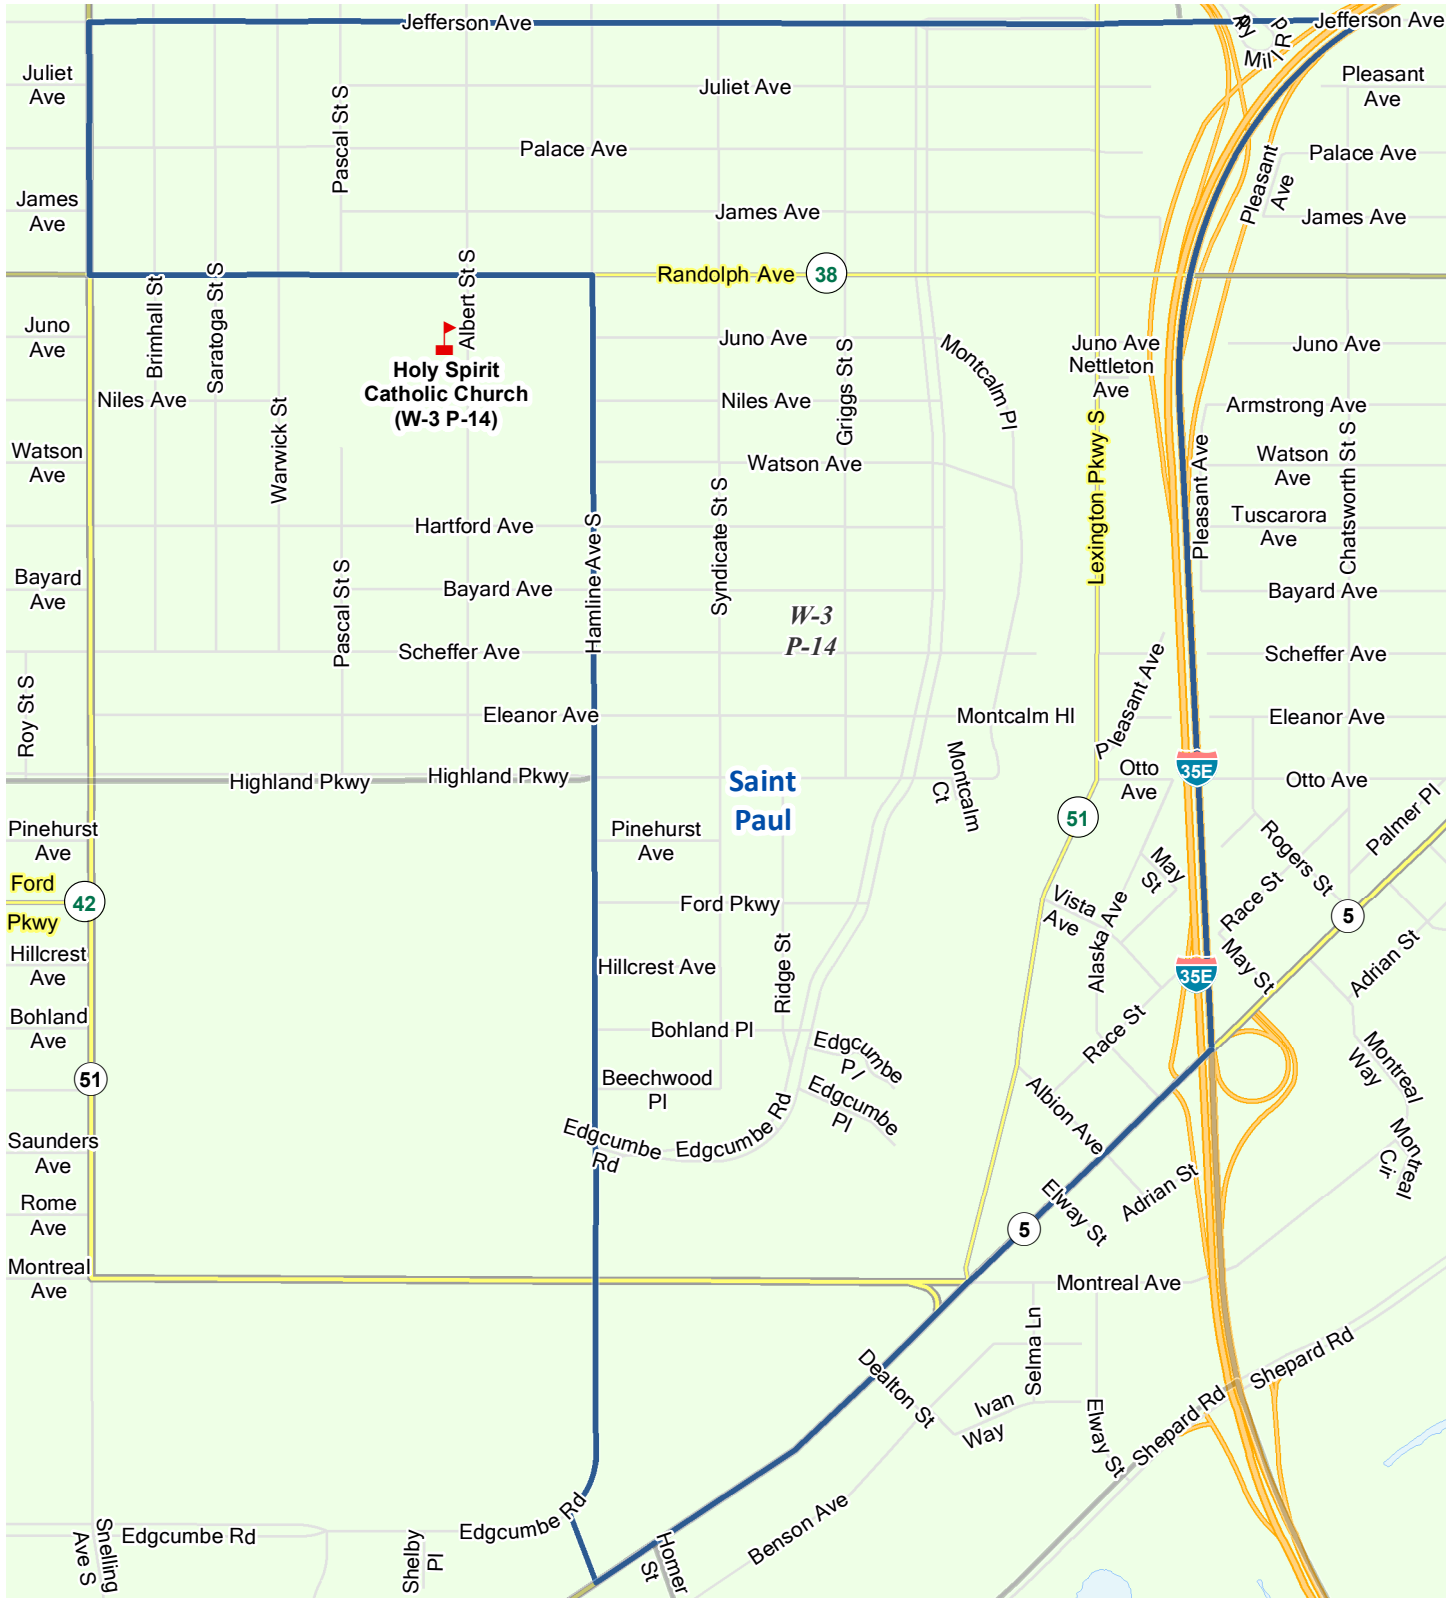 Jefferson Ave
Ry
Mill Rd
Jefferson Ave
Juliet
Ave
Pascal St S
Juliet Ave
Pleasant
Ave
Palace Ave
Pleasant
Ave
Palace Ave
James
Ave
James Ave
James Ave
Randolph Ave
38
Brimhall St
Saratoga St S
Albert St S
Juno
Ave
Juno Ave
Griggs St S
Montcalm Pl
Juno Ave
Nettleton
Ave
Juno Ave
Holy Spirit
Catholic Church
(W-3 P-14)
Niles Ave
Warwick St
Niles Ave
Armstrong Ave
Watson
Ave
Watson Ave
Lexington Pkwy S
Pleasant Ave
Watson
Ave
Chatsworth St S
Hartford Ave
Hamline Ave S
Syndicate St S
Tuscarora
Ave
Bayard
Ave
Pascal St S
Bayard Ave
Bayard Ave
W-3
P-14
Scheffer Ave
Pleasant Ave
Scheffer Ave
Roy St S
Eleanor Ave
Montcalm Hl
Eleanor Ave
Highland Pkwy
Highland Pkwy
Saint
Paul
Montcalm
Ct
Otto
Ave
35E
Otto Ave
Pinehurst
Ave
Pinehurst
Ave
51
Rogers St
Palmer Pl
Ford
Pkwy
42
Ford Pkwy
Vista
Ave
May
St
Alaska Ave
Race St
5
Hillcrest
Ave
Hillcrest Ave
Ridge St
35E
May St
Adrian St
Bohland
Ave
Bohland Pl
Edgcumbe
Pl
Race St
Montreal
Way
51
Beechwood
Pl
Edgcumbe
Pl
Albion Ave
Saunders
Ave
Edgcumbe
Rd
Edgcumbe Rd
Montreal
Cir
Rome
Ave
5
Elway St
Adrian St
Montreal
Ave
Montreal Ave
Dealton St
Selma Ln
Shepard Rd
Ivan
Way
Elway St
Shepard Rd
Snelling
Ave S
Edgcumbe Rd
Shelby
Pl
Edgcumbe Rd
Homer
St
Benson Ave